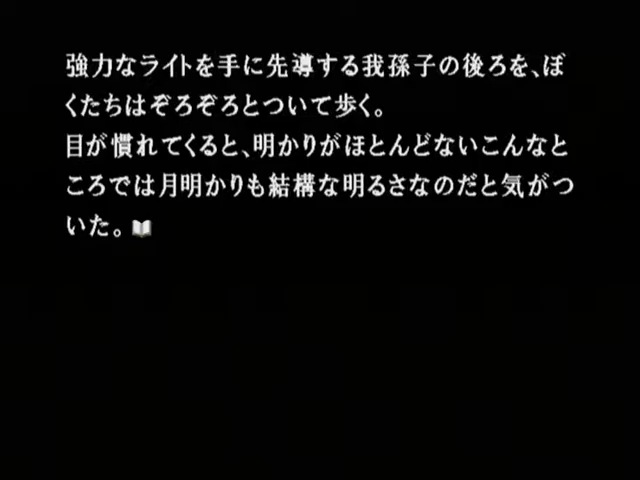 強力なライトを手に先導する我孫子の後ろを、ぼ
くたちはぞろぞろとついて歩く。
目が慣れてくると、明かりがほとんどないこんなと
ころでは月明かりも結構な明るさなのだと気がつ
いた。